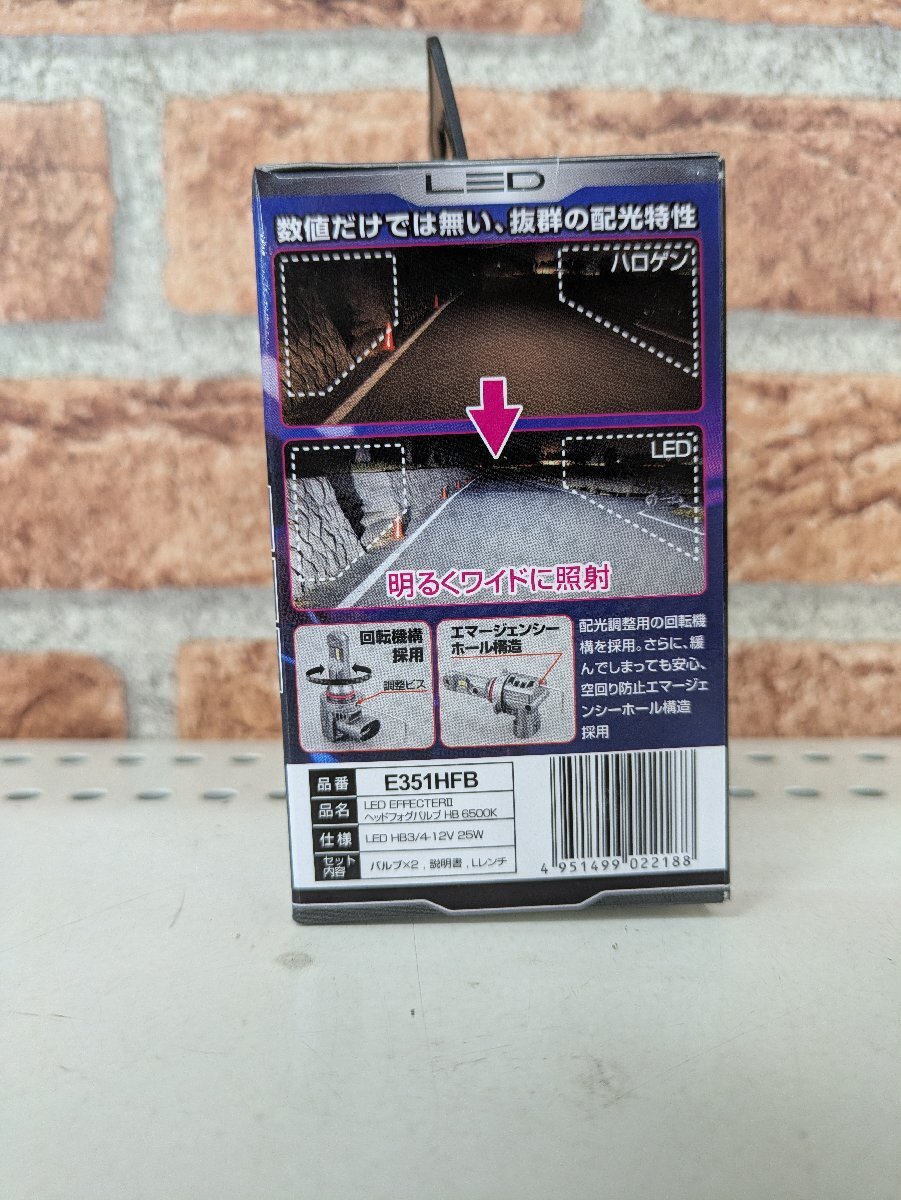 LED
数値だけでは無い、抜群の配光特性
ハロゲン
LED
明るくワイドに照射
回転機構
採用
調整ビス
エマージェンシー
ホール構造
配光調整用の回転機
構を採用。さらに、緩
んでしまっても安心、
空回り防止エマージェ
ンシーホール構造
採用
品番 E351HFB
品名 LED EFFECTERⅡ
ヘッドフォグバルブ HB 6500K
仕様 LED HB3/4-12V 25W
セット
内容 バルブ×2 , 説明書 , Lレンチ
4 951499 022188